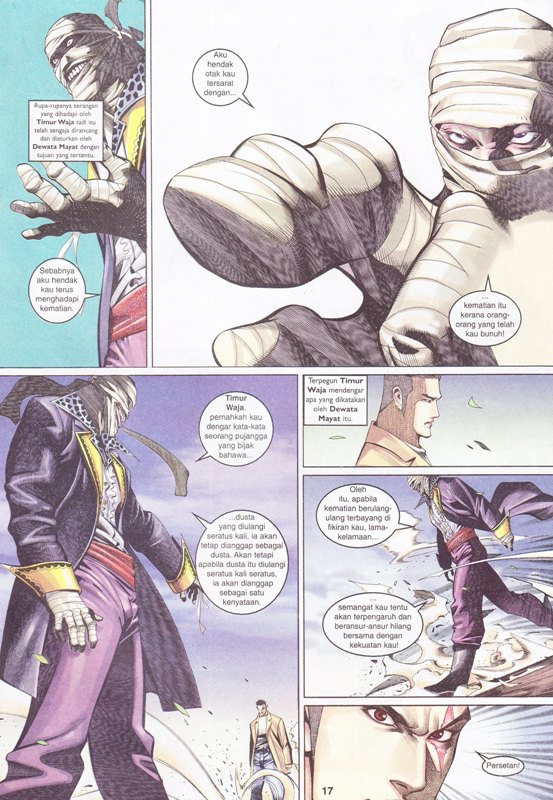 Rupa-rupanya serangan
yang dihadapi oleh
Timur Waja tadi itu
telah sengaja dirancang
dan diaturkan oleh
Dewata Mayat dengan
tujuan yang tertentu.
Sebabnya
aku hendak
kau terus
menghadapi
kematian.
Aku
hendak
otak kau
tersarat
dengan...
...
kematian itu
kerana orang-
orang yang telah
kau bunuh!
Timur
Waja,
pernahkah kau
dengar kata-kata
seorang pujangga
yang bijak
bahawa...
...dusta
yang diulangi
seratus kali, ia akan
tetap dianggap sebagai
dusta. Akan tetapi
apabila dusta itu diulangi
seratus kali seratus,
ia akan dianggap
sebagai satu
kenyataan.
Terpegun Timur
Waja mendengar
apa yang dikatakan
oleh Dewata
Mayat itu.
Oleh
itu, apabila
kematian berulang-
ulang terbayang di
fikiran kau, lama-
kelamaan...
...
semangat kau tentu
akan terpengaruh dan
beransur-ansur hilang
bersama dengan
kekuatan kau!
Persetan!
17